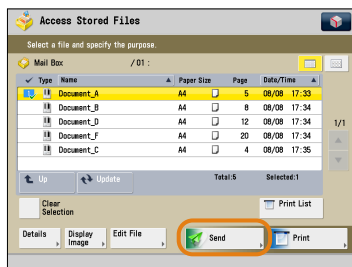 Access Stored Files
Select a file and specify the purpose.
Mail Box / 01 :
Type Name Paper Size Page Date/Time
1 Document_A A4 5 08/08 17:33
Document_B A4 8 08/08 17:34
Document_D A4 12 08/08 17:34
Document_F A4 20 08/08 17:34
Document_C A4 4 08/08 17:35
1/1
Up Update Total:5 Selected:1
Clear Selection Print List
Details Display Image Edit File Send Print